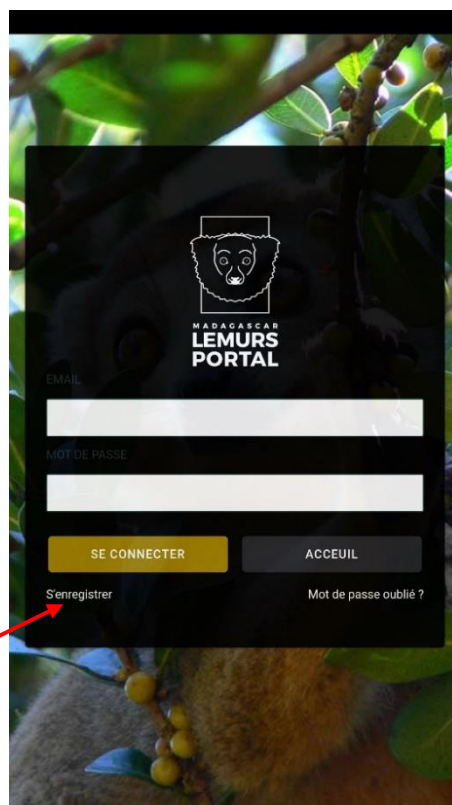 MADAGASCAR
LEMURS
PORTAL
EMAIL
MOT DE PASSE
SE CONNECTER
ACCEUIL
S'enregistrer
Mot de passe oublié ?